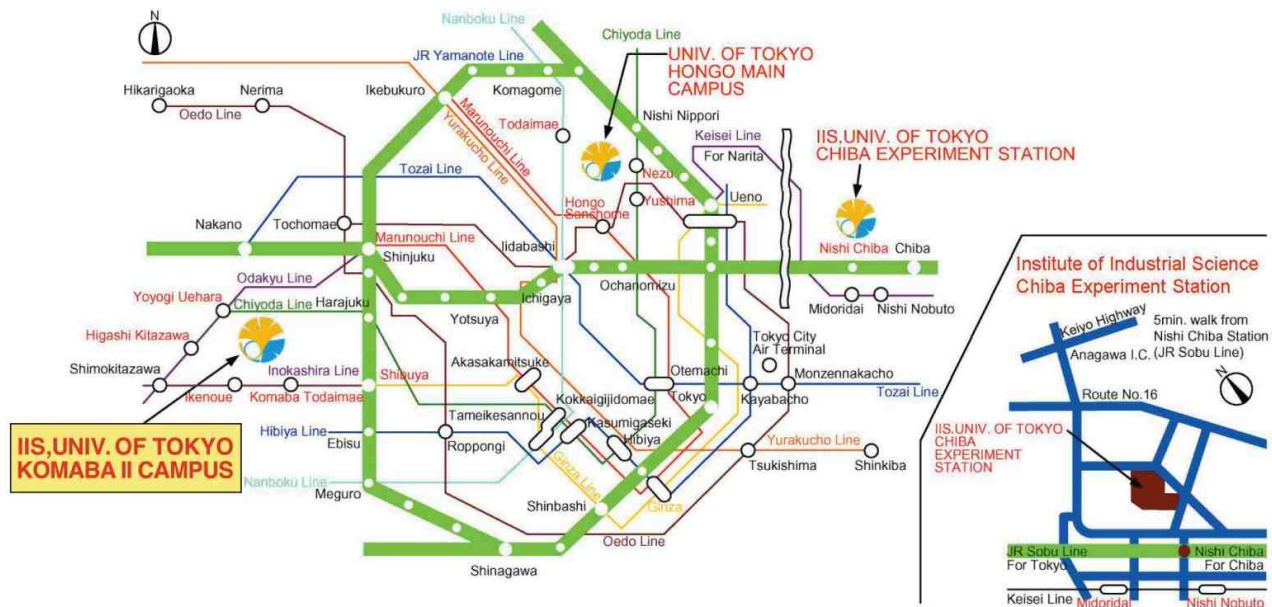 N
Nanboku Line
Chiyoda Line
JR Yamanote Line
UNIV. OF TOKYO
HONGO MAIN
CAMPUS
Hikarigaoka
Nerima
Oedo Line
Ikebukuro
Komagome
Marunouchi Line
Yurakucho Line
Todaimae
Nishi Nippori
Keisei Line
For Narita
IIS,UNIV. OF TOKYO
CHIBA EXPERIMENT STATION
Tozai Line
Nezu
Yushima
Ueno
Hongo
Sanchome
Nakano
Tochomae
Marunouchi Line
Iidabashi
Nishi Chiba
Chiba
Shinjuku
Odakyu Line
Ochanomizu
Yoyogi Uehara
Chiyoda Line
Harajuku
Ichigaya
Yotsuya
Midoridai
Nishi Nobuto
Higashi Kitazawa
Tokyo City
Air Terminal
Shimokitazawa
Inokashira Line
Shibuya
Akasakamitsuke
Otemachi
Monzennakacho
Ikenoue
Komaba Todaimae
Kokkaigijidomae
Tokyo
Kayabacho
Tozai Line
Tameikesannou
Kasumigaseki
IIS,UNIV. OF TOKYO
KOMABA II CAMPUS
Hibiya Line
Ebisu
Roppongi
Hibiya
Yurakucho Line
Tsukishima
Shinkiba
Nanboku Line
Meguro
Ginza Line
Shinbashi
Ginza
Oedo Line
Shinagawa
Institute of Industrial Science
Chiba Experiment Station
Keiyo Highway
5min. walk from
Nishi Chiba Station
(JR Sobu Line)
Anagawa I.C.
N
Route No.16
IIS.UNIV. OF TOKYO
CHIBA
EXPERIMENT
STATION
JR Sobu Line
For Tokyo
Nishi Chiba
For Chiba
Keisei Line
Midoridai
Nishi Nobuto